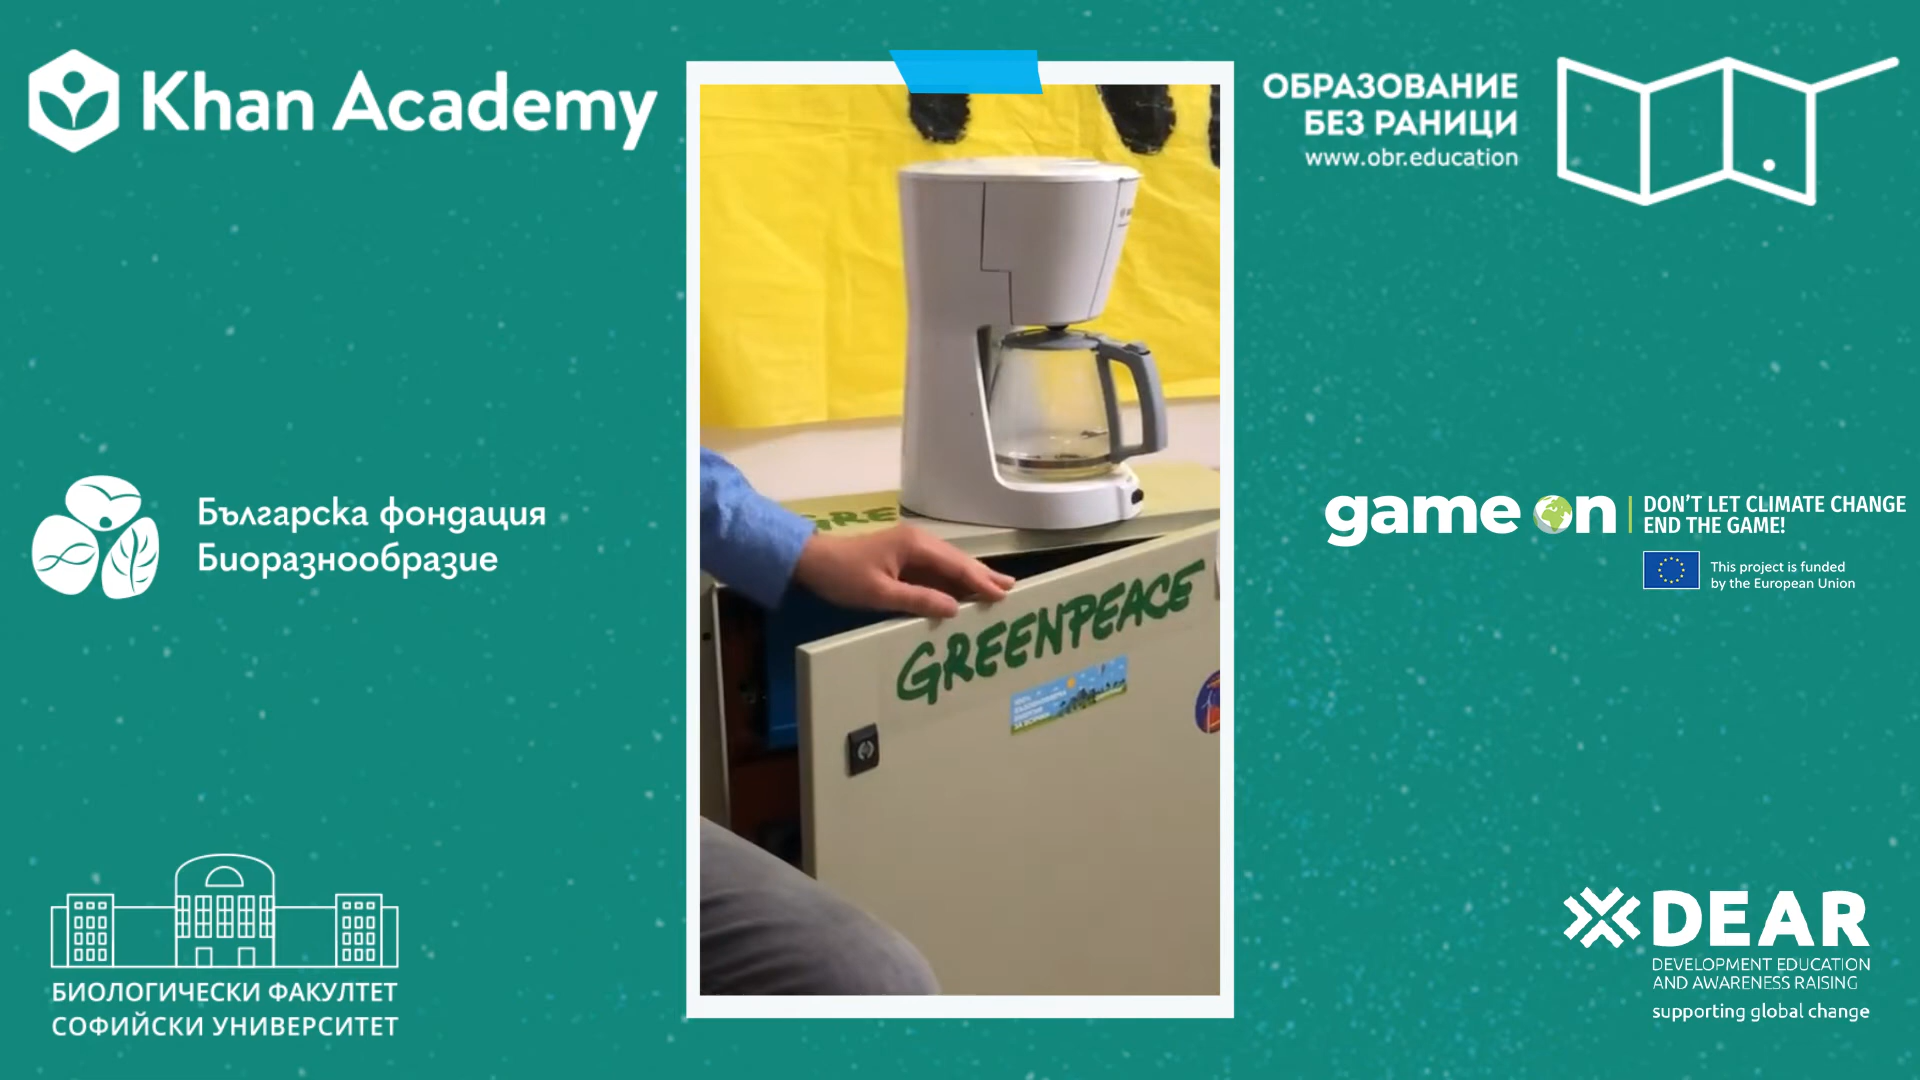 Khan Academy
ОБРАЗОВАНИЕ
БЕЗ РАНИЦИ
www.obr.education
Българска фондация
Биоразнообразие
game on
DON'T LET CLIMATE CHANGE
END THE GAME!
This project is funded
by the European Union
GRE
GREENPEACE
БИОЛОГИЧЕСКИ ФАКУЛТЕТ
СОФИЙСКИ УНИВЕРСИТЕТ
DEAR
DEVELOPMENT EDUCATION
AND AWARENESS RAISING
supporting global change